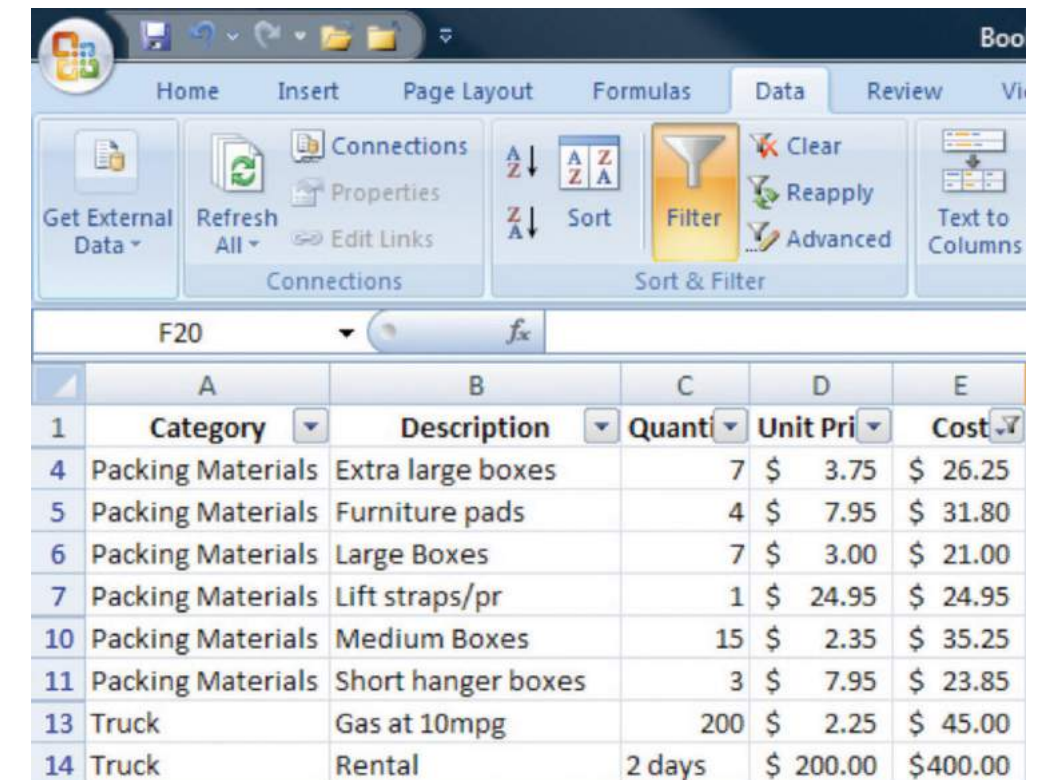 Boo
Home Insert Page Layout Formulas Data Review Vi
Get External Data
Refresh All
Connections
Properties
Edit Links
Connections
A Z
Z A
A Z Z A
Sort
Filter
Clear
Reapply
Advanced
Sort & Filter
Text to Columns
F20 fx
A B C D E
1 Category Description Quanti Unit Pri Cost
4 Packing Materials Extra large boxes 7 $ 3.75 $ 26.25
5 Packing Materials Furniture pads 4 $ 7.95 $ 31.80
6 Packing Materials Large Boxes 7 $ 3.00 $ 21.00
7 Packing Materials Lift straps/pr 1 $ 24.95 $ 24.95
10 Packing Materials Medium Boxes 15 $ 2.35 $ 35.25
11 Packing Materials Short hanger boxes 3 $ 7.95 $ 23.85
13 Truck Gas at 10mpg 200 $ 2.25 $ 45.00
14 Truck Rental 2 days $ 200.00 $400.00